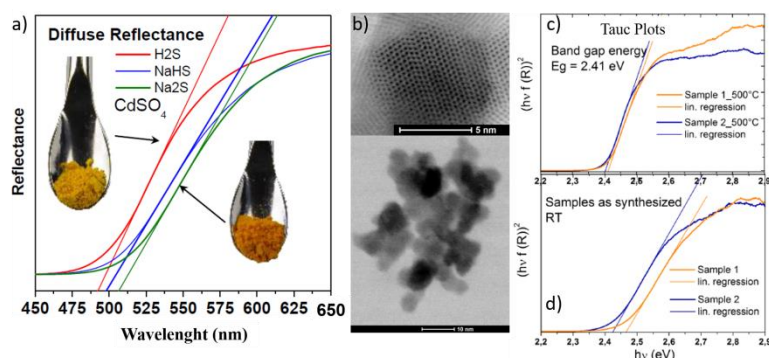 a)
Diffuse Reflectance
H2S
NaHS
Na2S
CdSO4
Reflectance
450 475 500 525 550 575 600 625 650
Wavelenght (nm)
b)
5 nm
10 nm
c)
Tauc Plots
Band gap energy
Eg = 2.41 eV
(hν f (R))²
Sample 1_500°C
lin. regression
Sample 2_500°C
lin. regression
2,2 2,3 2,4 2,5 2,6 2,7 2,8 2,9
Samples as synthesized
RT
(hν f (R))²
Sample 1
lin. regression
Sample 2
lin. regression
d)
2,2 2,3 2,4 2,5 2,6 2,7 2,8 2,9
hν (eV)